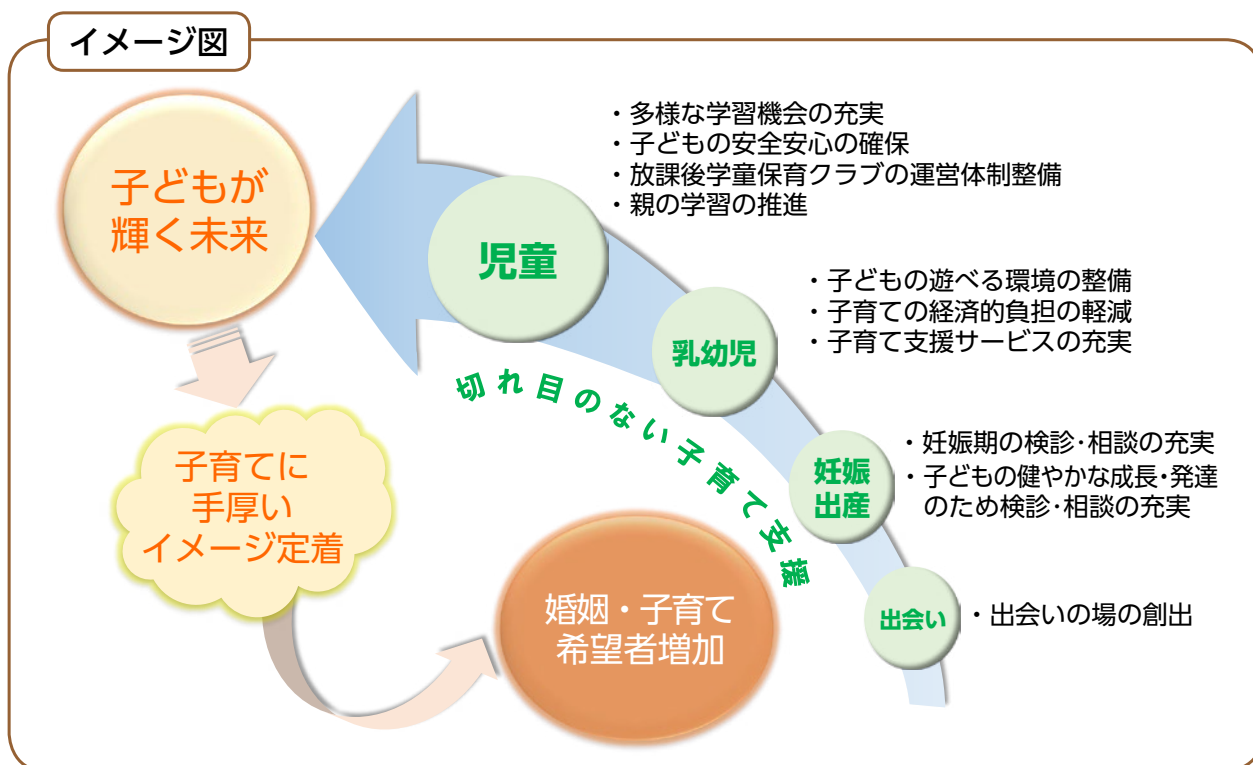 イメージ図
子どもが
輝く未来
・多様な学習機会の充実
・子どもの安全安心の確保
・放課後学童保育クラブの運営体制整備
・親の学習の推進
児童
・子どもの遊べる環境の整備
・子育ての経済的負担の軽減
・子育て支援サービスの充実
乳幼児
切れ目のない子育て支援
・妊娠期の検診・相談の充実
・子どもの健やかな成長・発達
のため検診・相談の充実
妊娠
出産
出会い
・出会いの場の創出
子育てに
手厚い
イメージ定着
婚姻・子育て
希望者増加